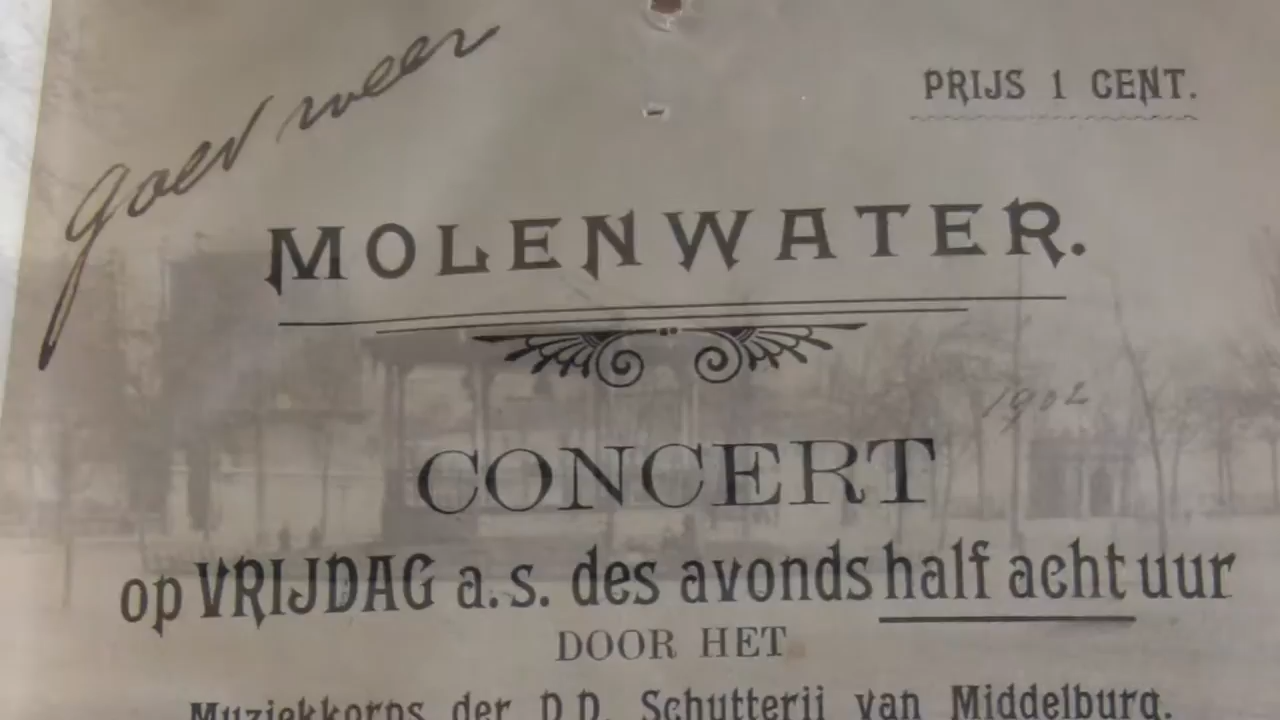 goed weer
PRIJS 1 CENT.
MOLENWATER.
1902
CONCERT
op VRIJDAG a.s. des avonds half acht uur
DOOR HET
Muziekkorps der D.D. Schutterij van Middelburg.